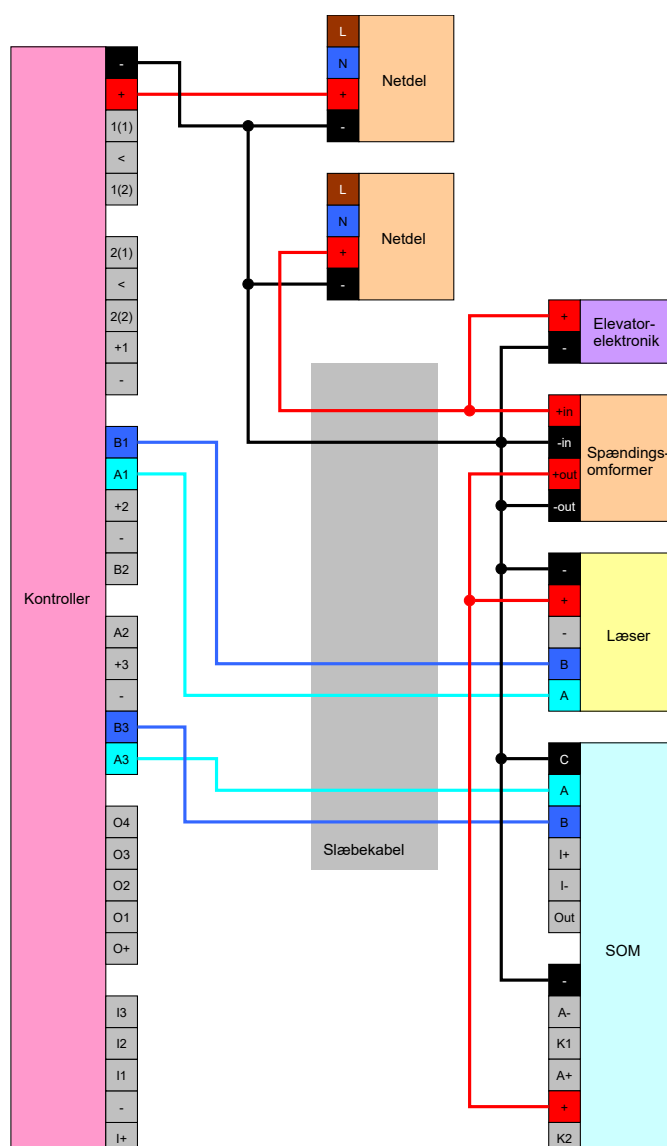 Kontroller
-
+
1(1)
<
1(2)
2(1)
<
2(2)
+1
-
B1
A1
+2
-
B2
A2
+3
-
B3
A3
O4
O3
O2
O1
O+
I3
I2
I1
-
I+
L
N
+
-
Netdel
L
N
+
-
Netdel
Slæbekabel
+
-
Elevator-
elektronik
+in
-in
+out
-out
Spændings-
omformer
-
+
-
B
A
Læser
C
A
B
I+
I-
Out
-
A-
K1
A+
+
K2
SOM